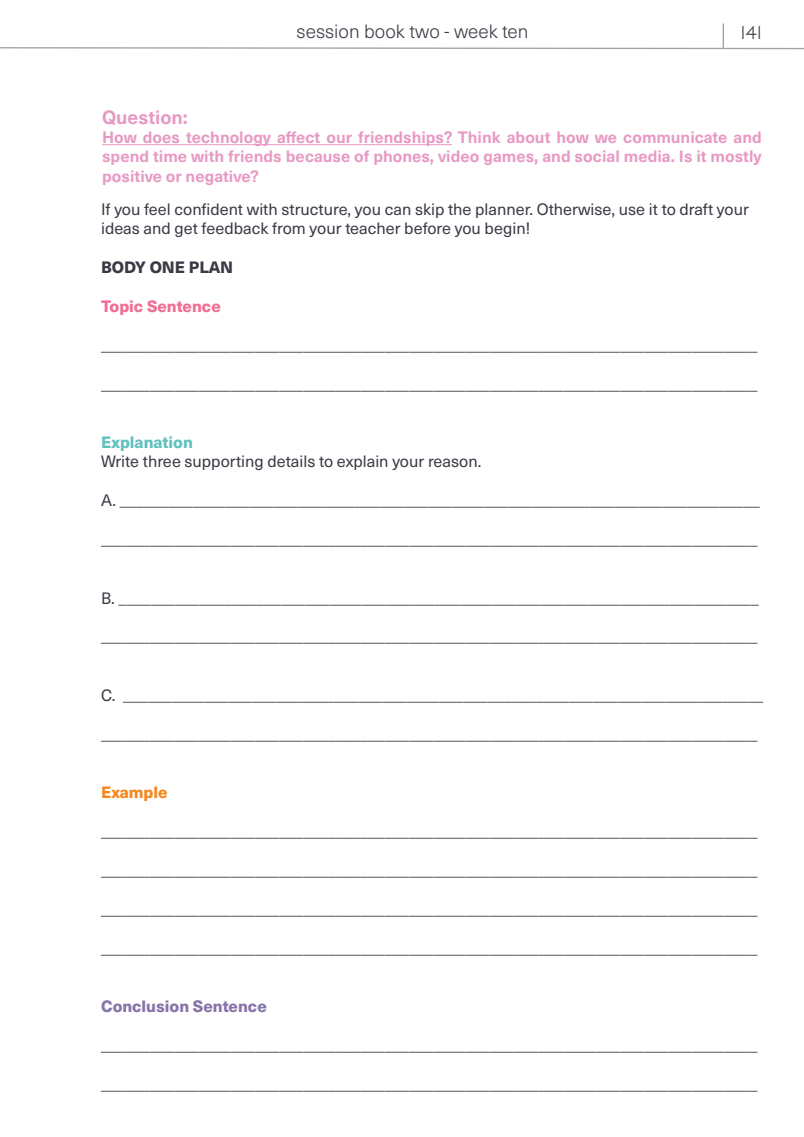 session book two - week ten
141
Question:
How does technology affect our friendships? Think about how we communicate and
spend time with friends because of phones, video games, and social media. Is it mostly
positive or negative?
If you feel confident with structure, you can skip the planner. Otherwise, use it to draft your
ideas and get feedback from your teacher before you begin!
BODY ONE PLAN
Topic Sentence
Explanation
Write three supporting details to explain your reason.
A.
B.
C.
Example
Conclusion Sentence